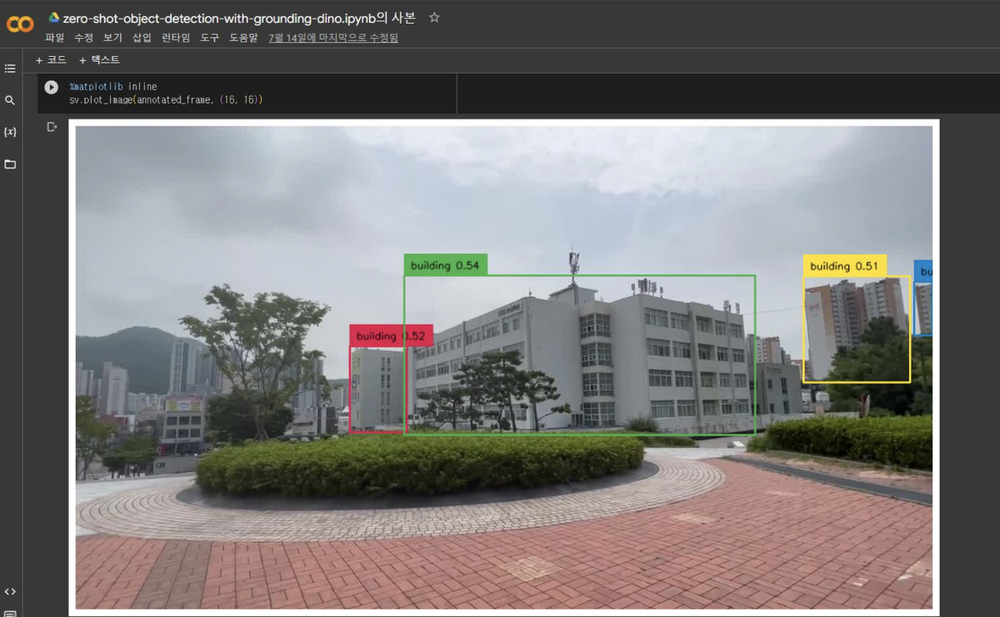 zero-shot-object-detection-with-grounding-dino.ipynb의 사본
파일 수정 보기 삽입 런타임 도구 도움말 7월 14일에 마지막으로 수정됨
+ 코드 + 텍스트
%matplotlib inline
sv.plot_image(annotated_frame, (16, 16))
{x}
building 0.54
building 0.51
bu
building 0.52
<>